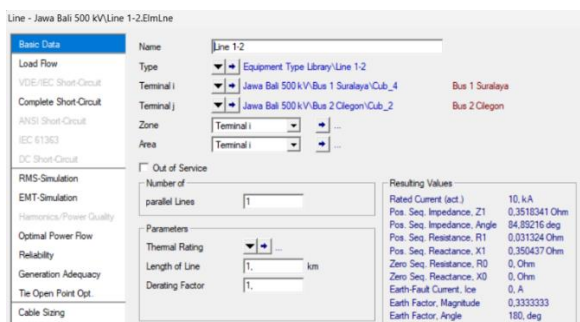 Line - Jawa Bali 500 kV\Line 1-2.ElmLne
Basic Data
Load Flow
VDE/IEC Short-Circuit
Complete Short-Circuit
ANSI Short-Circuit
IEC 61363
DC Short-Circuit
RMS-Simulation
EMT-Simulation
Harmonics/Power Quality
Optimal Power Flow
Reliability
Generation Adequacy
Tie Open Point Opt.
Cable Sizing
Name Line 1-2
Type Equipment Type Library\Line 1-2
Terminal i Jawa Bali 500 kV\Bus 1 Suralaya\Cub_4 Bus 1 Suralaya
Terminal j Jawa Bali 500 kV\Bus 2 Cilegon\Cub_2 Bus 2 Cilegon
Zone Terminal i ...
Area Terminal i ...
Out of Service
Number of
parallel Lines 1
Parameters
Thermal Rating ...
Length of Line 1, km
Derating Factor 1,
Resulting Values
Rated Current (act.) 10, kA
Pos. Seq. Impedance, Z1 0,3518341 Ohm
Pos. Seq. Impedance, Angle 84,89216 deg
Pos. Seq. Resistance, R1 0,031324 Ohm
Pos. Seq. Reactance, X1 0,350437 Ohm
Zero Seq. Resistance, R0 0, Ohm
Zero Seq. Reactance, X0 0, Ohm
Earth-Fault Current, Ice 0, A
Earth Factor, Magnitude 0,3333333
Earth Factor, Angle 180, deg